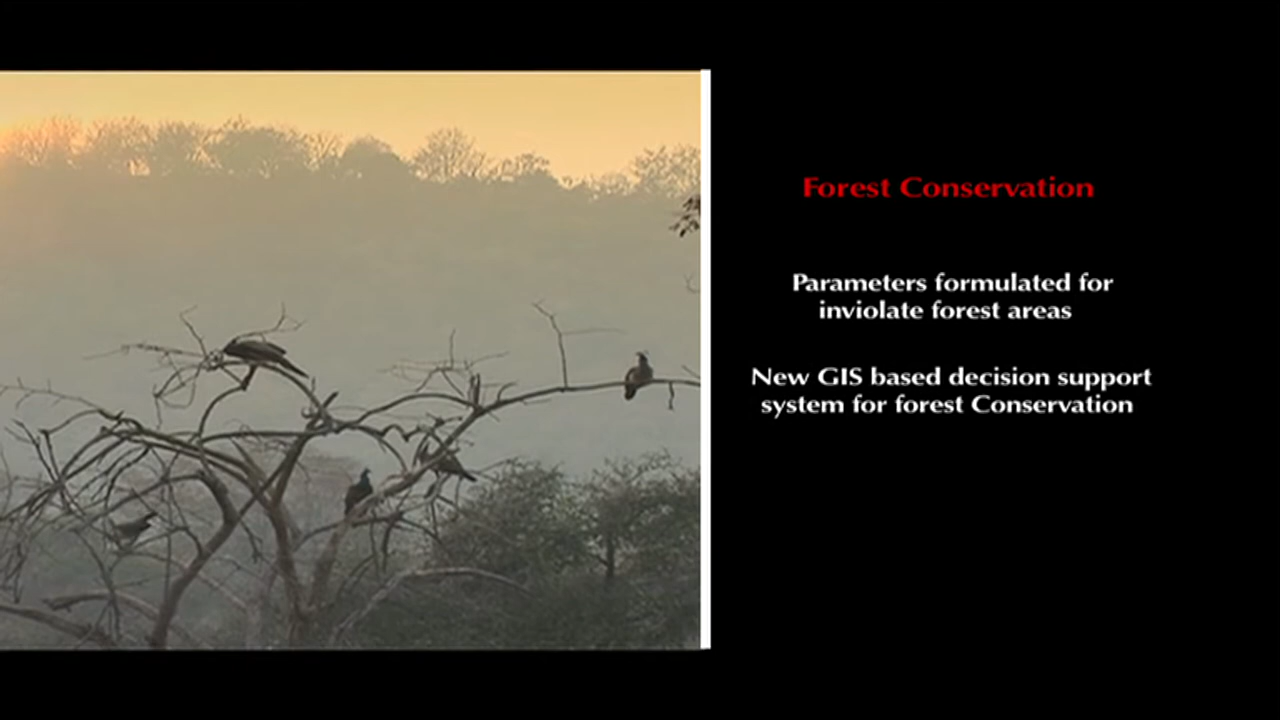 Forest Conservation
Parameters formulated for
inviolate forest areas
New GIS based decision support
system for forest Conservation